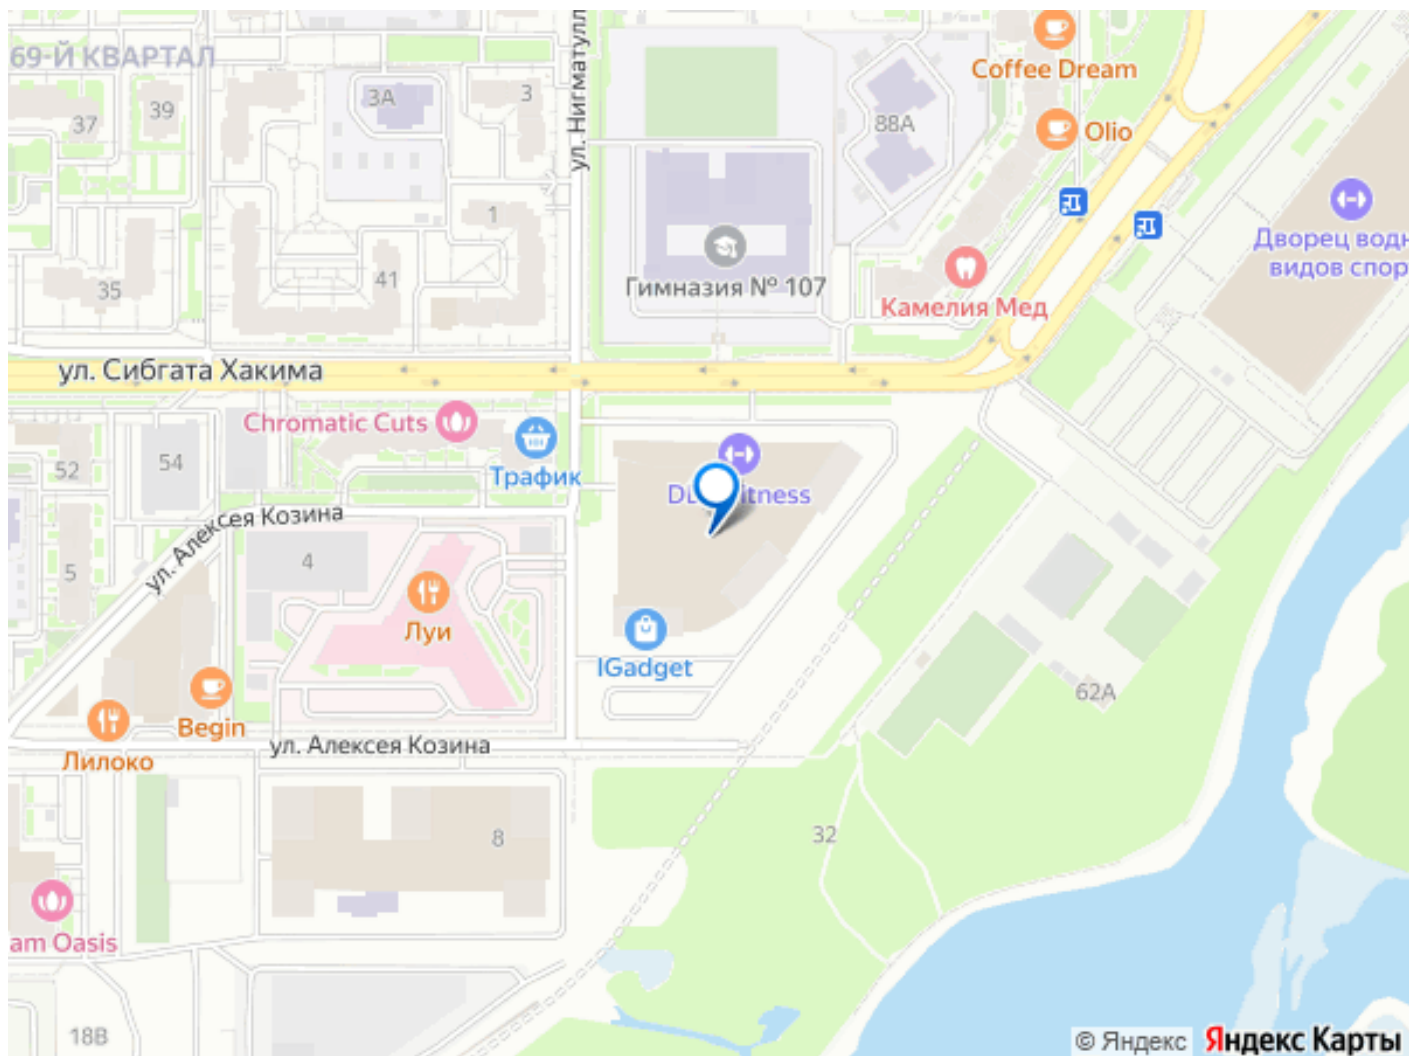 69-Й КВАРТАЛ
3А
3
39
37
ул. Нигматулл
88А
Coffee Dream
Olio
1
Дворец водн
видов спор
35
41
Гимназия № 107
Камелия Мед
ул. Сибгата Хакима
Chromatic Cuts
52
54
Трафик
itness
ул. Алексея Козина
5
4
Луи
IGadget
62А
Begin
Лилоко
ул. Алексея Козина
8
32
am Oasis
18В
© Яндекс Яндекс Карты